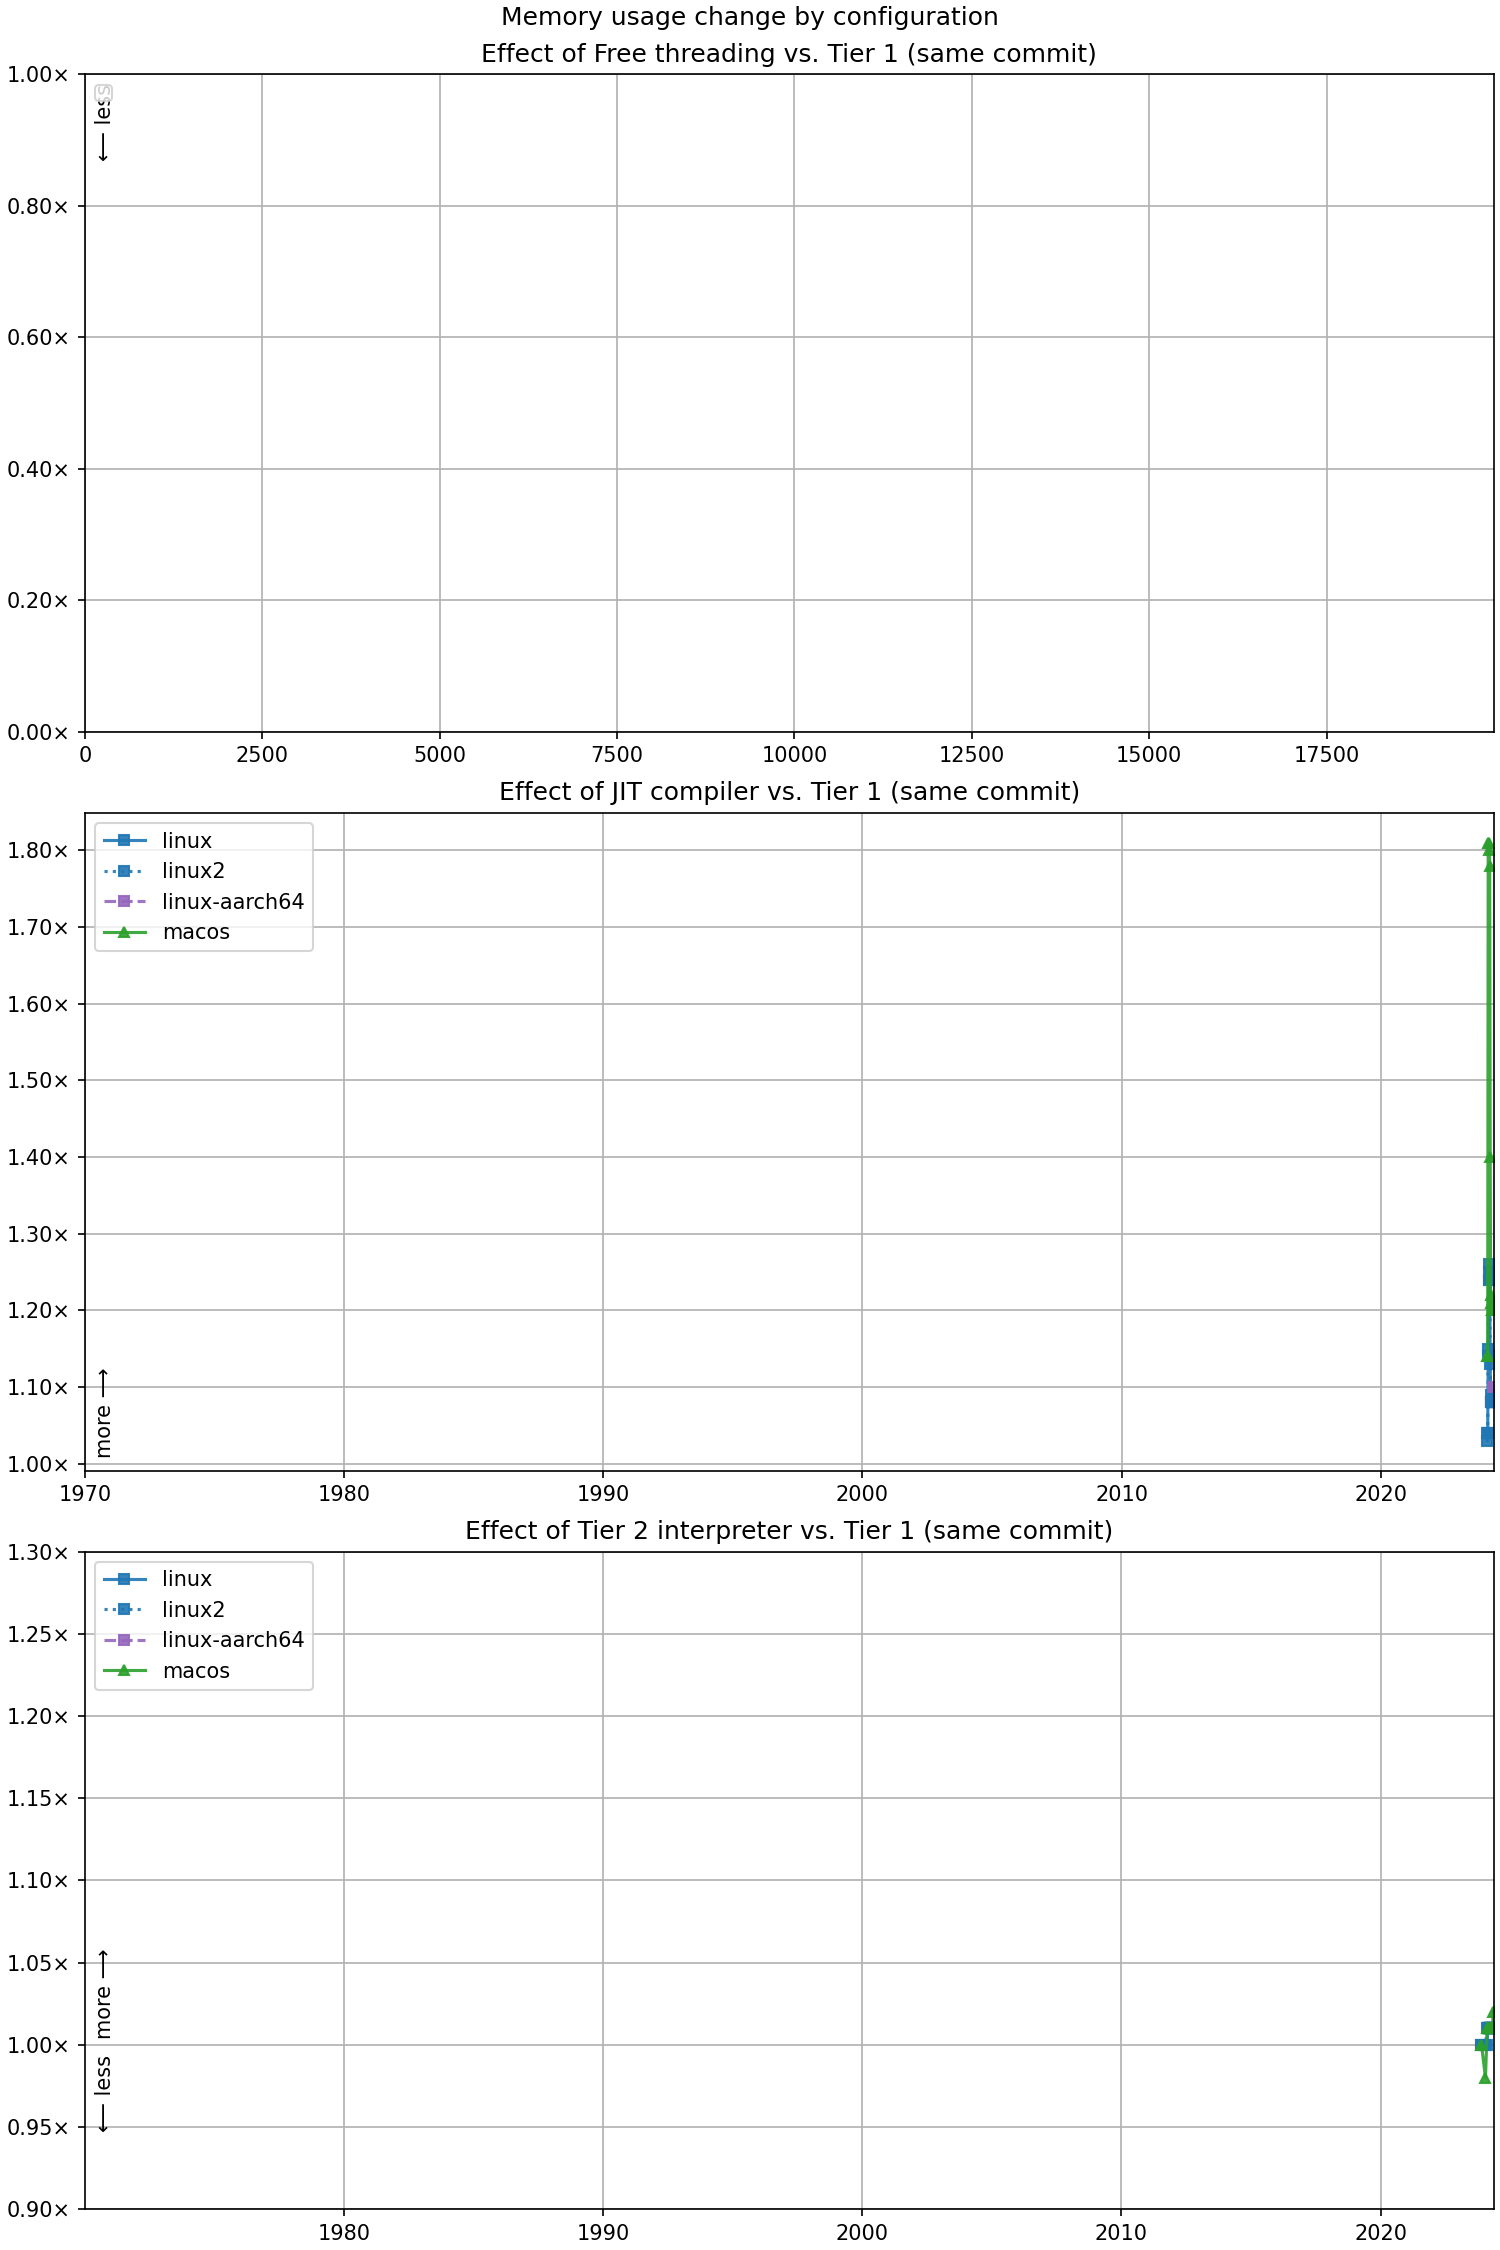 Memory usage change by configuration
Effect of Free threading vs. Tier 1 (same commit)
1.00×
0.80×
0.60×
0.40×
0.20×
0.00×
← less
0 2500 5000 7500 10000 12500 15000 17500
Effect of JIT compiler vs. Tier 1 (same commit)
1.80×
1.70×
1.60×
1.50×
1.40×
1.30×
1.20×
1.10×
1.00×
linux
linux2
linux-aarch64
macos
more →
1970 1980 1990 2000 2010 2020
Effect of Tier 2 interpreter vs. Tier 1 (same commit)
1.30×
1.25×
1.20×
1.15×
1.10×
1.05×
1.00×
0.95×
0.90×
linux
linux2
linux-aarch64
macos
more →
← less
1980 1990 2000 2010 2020